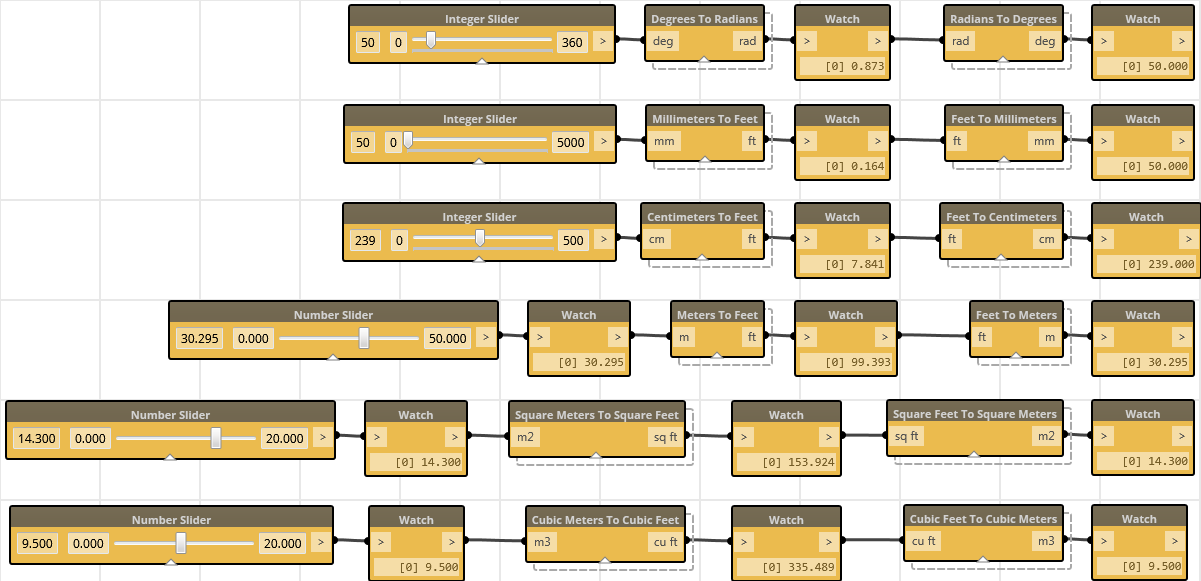 Integer Slider Degrees To Radians Watch Radians To Degrees Watch
50 0 360 > deg rad > > rad deg > >
[0] 0.873 [0] 50.000
Integer Slider Millimeters To Feet Watch Feet To Millimeters Watch
50 0 5000 > mm ft > > ft mm > >
[0] 0.164 [0] 50.000
Integer Slider Centimeters To Feet Watch Feet To Centimeters Watch
239 0 500 > cm ft > > ft cm > >
[0] 7.841 [0] 239.000
Number Slider Watch Meters To Feet Watch Feet To Meters Watch
30.295 0.000 50.000 > > > m ft > > ft m > >
[0] 30.295 [0] 99.393 [0] 30.295
Number Slider Watch Square Meters To Square Feet Watch Square Feet To Square Meters Watch
14.300 0.000 20.000 > > > m2 sq ft > > sq ft m2 > >
[0] 14.300 [0] 153.924 [0] 14.300
Number Slider Watch Cubic Meters To Cubic Feet Watch Cubic Feet To Cubic Meters Watch
9.500 0.000 20.000 > > > m3 cu ft > > cu ft m3 > >
[0] 9.500 [0] 335.489 [0] 9.500